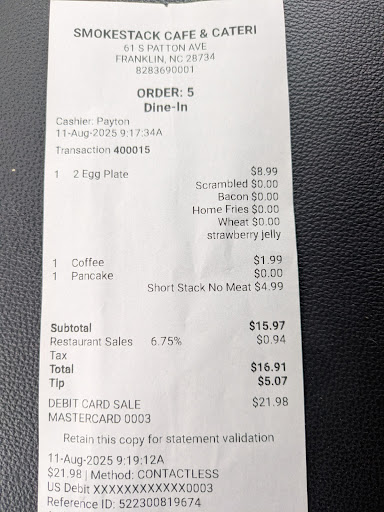 SMOKESTACK CAFE & CATERI
61 S PATTON AVE
FRANKLIN, NC 28734
8283690001
ORDER: 5
Dine-In
Cashier: Payton
11-Aug-2025 9:17:34A
Transaction 400015
1 2 Egg Plate $8.99
Scrambled $0.00
Bacon $0.00
Home Fries $0.00
Wheat $0.00
strawberry jelly
1 Coffee $1.99
1 Pancake $0.00
Short Stack No Meat $4.99
Subtotal $15.97
Restaurant Sales 6.75% $0.94
Tax
Total $16.91
Tip $5.07
DEBIT CARD SALE $21.98
MASTERCARD 0003
Retain this copy for statement validation
11-Aug-2025 9:19:12A
$21.98 | Method: CONTACTLESS
US Debit XXXXXXXXXXXX0003
Reference ID: 522300819674